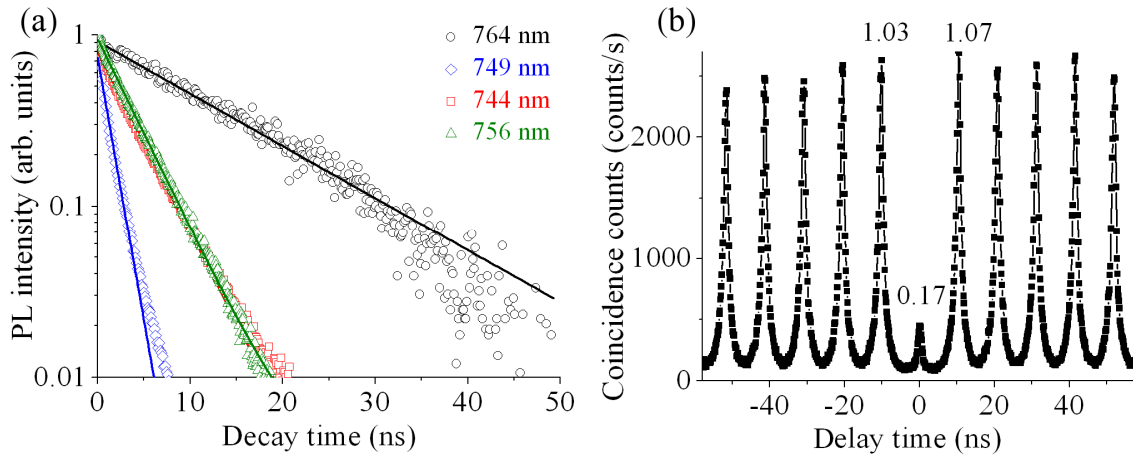 (a)
PL intensity (arb. units)
1
0.1
0.01
764 nm
749 nm
744 nm
756 nm
0 10 20 30 40 50
Decay time (ns)
(b)
Coincidence counts (counts/s)
2000
1000
0
1.03 1.07
0.17
-40 -20 0 20 40
Delay time (ns)